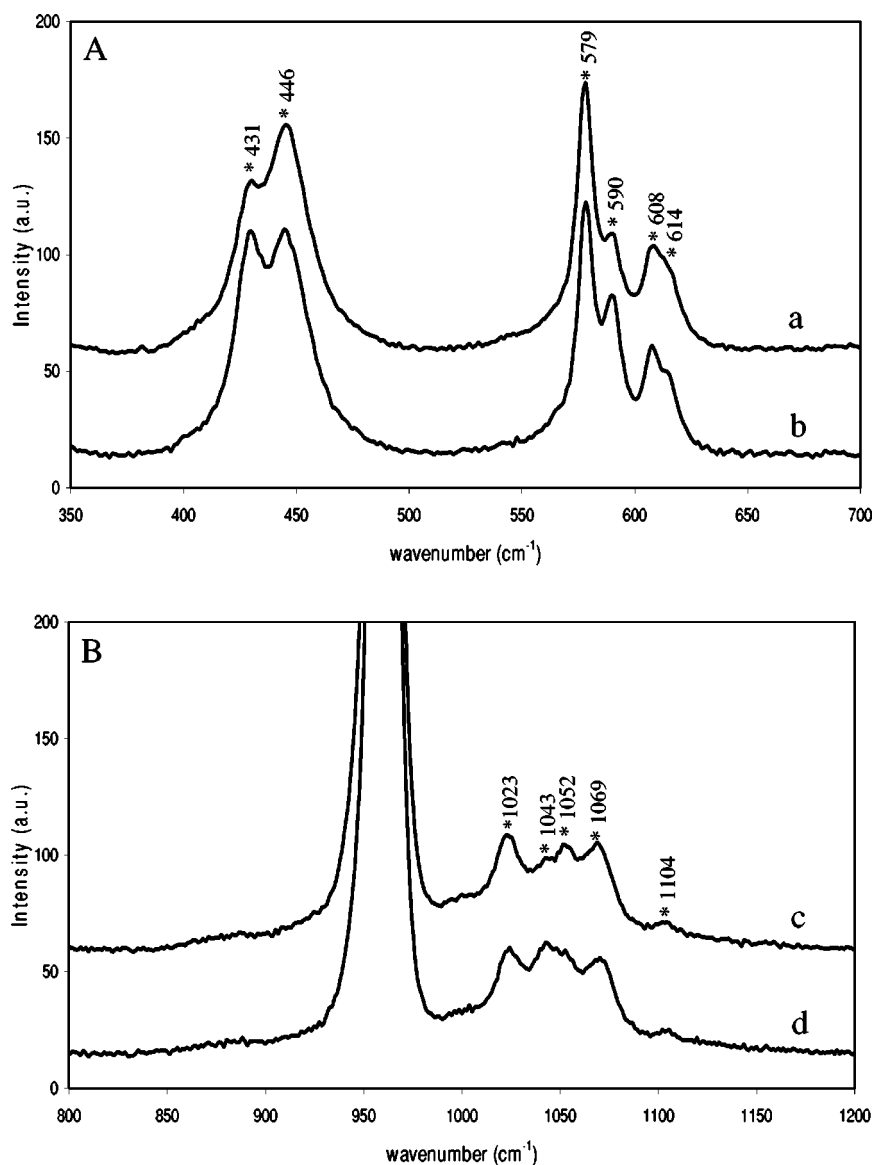 A
200
150
100
50
0
Intensity (a.u.)
* 431
* 446
* 579
* 590
* 608
* 614
a
b
350 400 450 500 550 600 650 700
wavenumber (cm⁻¹)
B
200
150
100
50
0
Intensity (a.u.)
*1023
* 1043
* 1052
* 1069
* 1104
c
d
800 850 900 950 1000 1050 1100 1150 1200
wavenumber (cm⁻¹)